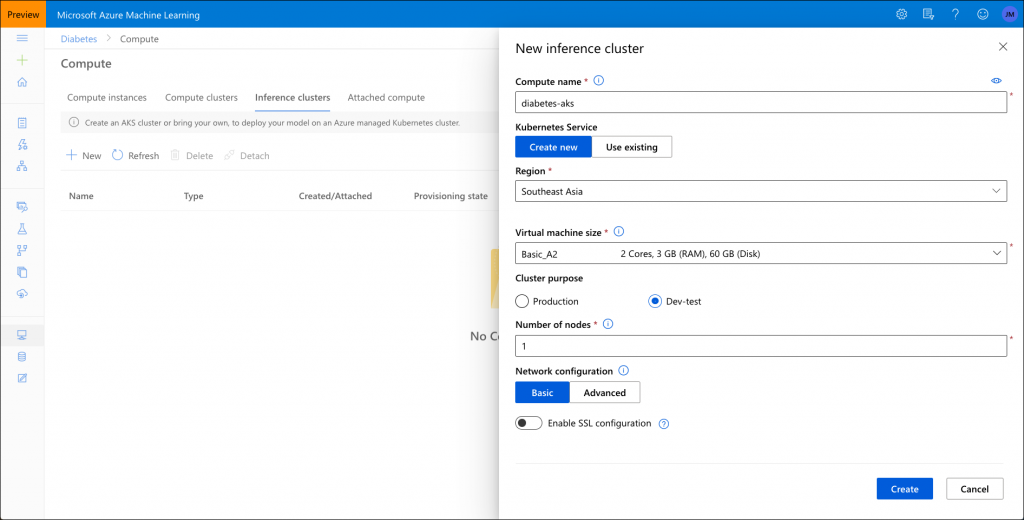 Preview
Microsoft Azure Machine Learning
JM
Diabetes > Compute
Compute
Compute instances
Compute clusters
Inference clusters
Attached compute
Create an AKS cluster or bring your own, to deploy your model on an Azure managed Kubernetes cluster.
New
Refresh
Delete
Detach
Name
Type
Created/Attached
Provisioning state
No
New inference cluster
Compute name *
diabetes-aks
*
Kubernetes Service
Create new
Use existing
Region *
Southeast Asia
Virtual machine size *
Basic_A2 2 Cores, 3 GB (RAM), 60 GB (Disk)
*
Cluster purpose
Production
Dev-test
Number of nodes *
1
*
Network configuration
Basic
Advanced
Enable SSL configuration
Create
Cancel